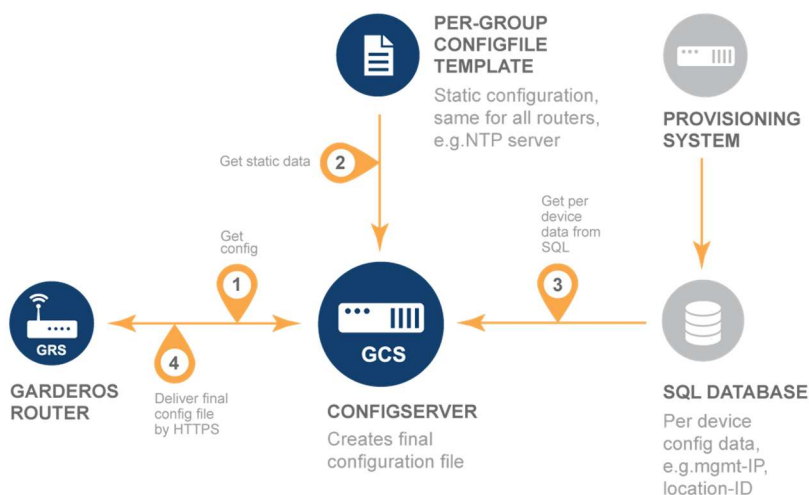 PER-GROUP
CONFIGFILE
TEMPLATE
Static configuration,
same for all routers,
e.g.NTP server
PROVISIONING
SYSTEM
Get static data
2
Get
config
1
Get per
device
data from
SQL
3
GRS
GCS
4
GARDEROS
ROUTER
Deliver final
config file
by HTTPS
CONFIGSERVER
Creates final
configuration file
SQL DATABASE
Per device
config data,
e.g.mgmt-IP,
location-ID